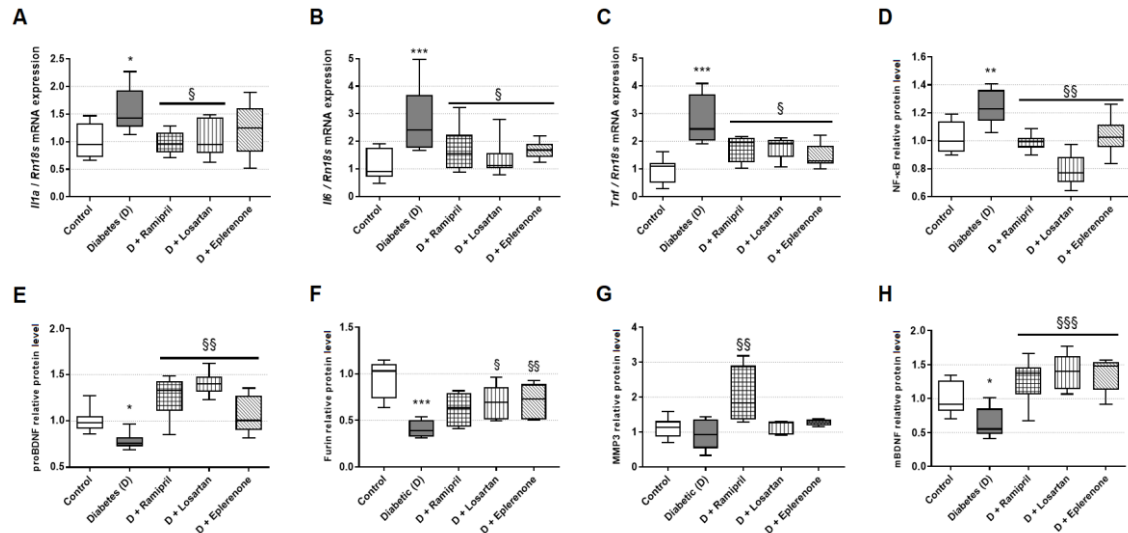 A
Il1a / Rn18s mRNA expression
2.5
2.0
1.5
1.0
0.5
0.0
*
§
Control
Diabetes (D)
D + Ramipril
D + Losartan
D + Eplerenone
B
Il6 / Rn18s mRNA expression
5
4
3
2
1
0
***
§
Control
Diabetes (D)
D + Ramipril
D + Losartan
D + Eplerenone
C
Tnf / Rn18s mRNA expression
5
4
3
2
1
0
***
§
Control
Diabetes (D)
D + Ramipril
D + Losartan
D + Eplerenone
D
NF-κB relative protein level
1.6
1.4
1.2
1.0
0.8
0.6
**
§§
Control
Diabetes (D)
D + Ramipril
D + Losartan
D + Eplerenone
E
proBDNF relative protein level
2.0
1.5
1.0
0.5
*
§§
Control
Diabetes (D)
D + Ramipril
D + Losartan
D + Eplerenone
F
Furin relative protein level
1.5
1.0
0.5
0.0
***
§
§§
Control
Diabetic (D)
D + Ramipril
D + Losartan
D + Eplerenone
G
MMP3 relative protein level
4
3
2
1
0
§§
Control
Diabetic (D)
D + Ramipril
D + Losartan
D + Eplerenone
H
mBDNF relative protein level
2.0
1.5
1.0
0.5
0.0
*
§§§
Control
Diabetes (D)
D + Ramipril
D + Losartan
D + Eplerenone